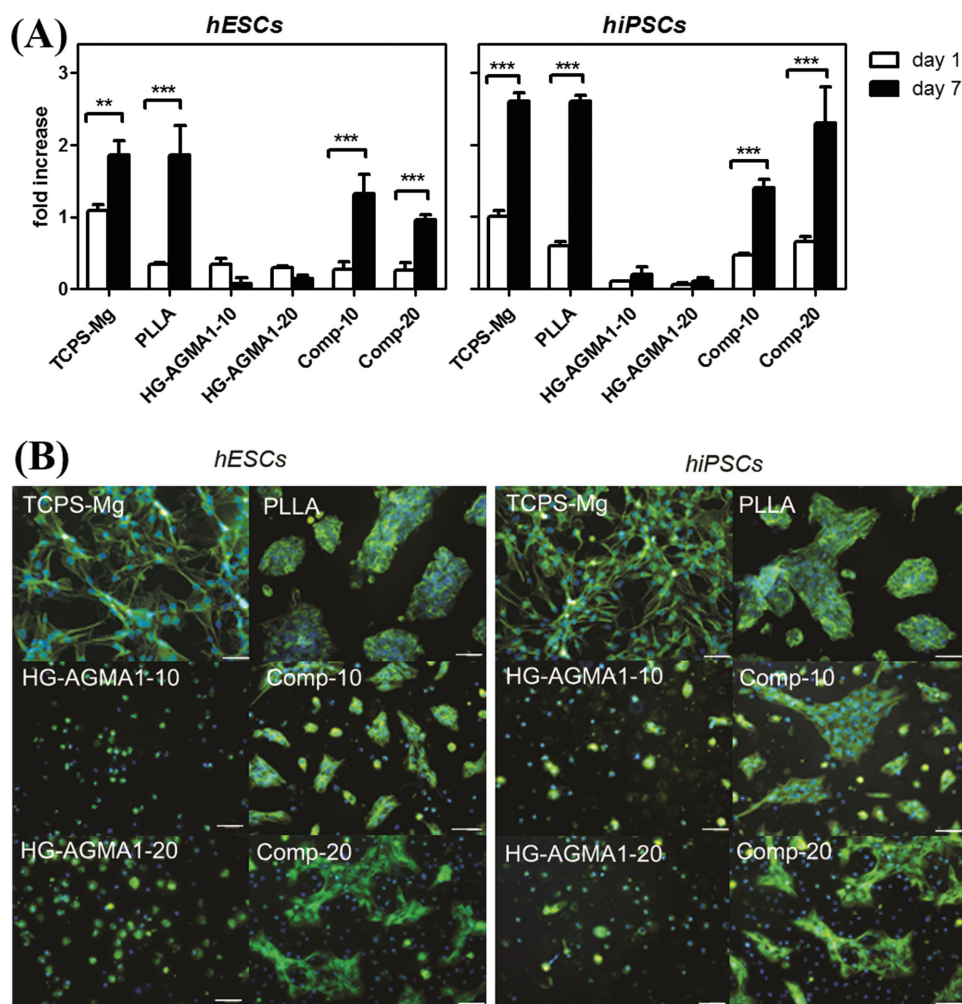 (A)
hESCs
hiPSCs
day 1
day 7
fold increase
3
2
1
0
**
***
***
***
***
***
***
***
TCPS-Mg
PLLA
HG-AGMA1-10
HG-AGMA1-20
Comp-10
Comp-20
TCPS-Mg
PLLA
HG-AGMA1-10
HG-AGMA1-20
Comp-10
Comp-20
(B)
hESCs
hiPSCs
TCPS-Mg
PLLA
TCPS-Mg
PLLA
HG-AGMA1-10
Comp-10
HG-AGMA1-10
Comp-10
HG-AGMA1-20
Comp-20
HG-AGMA1-20
Comp-20